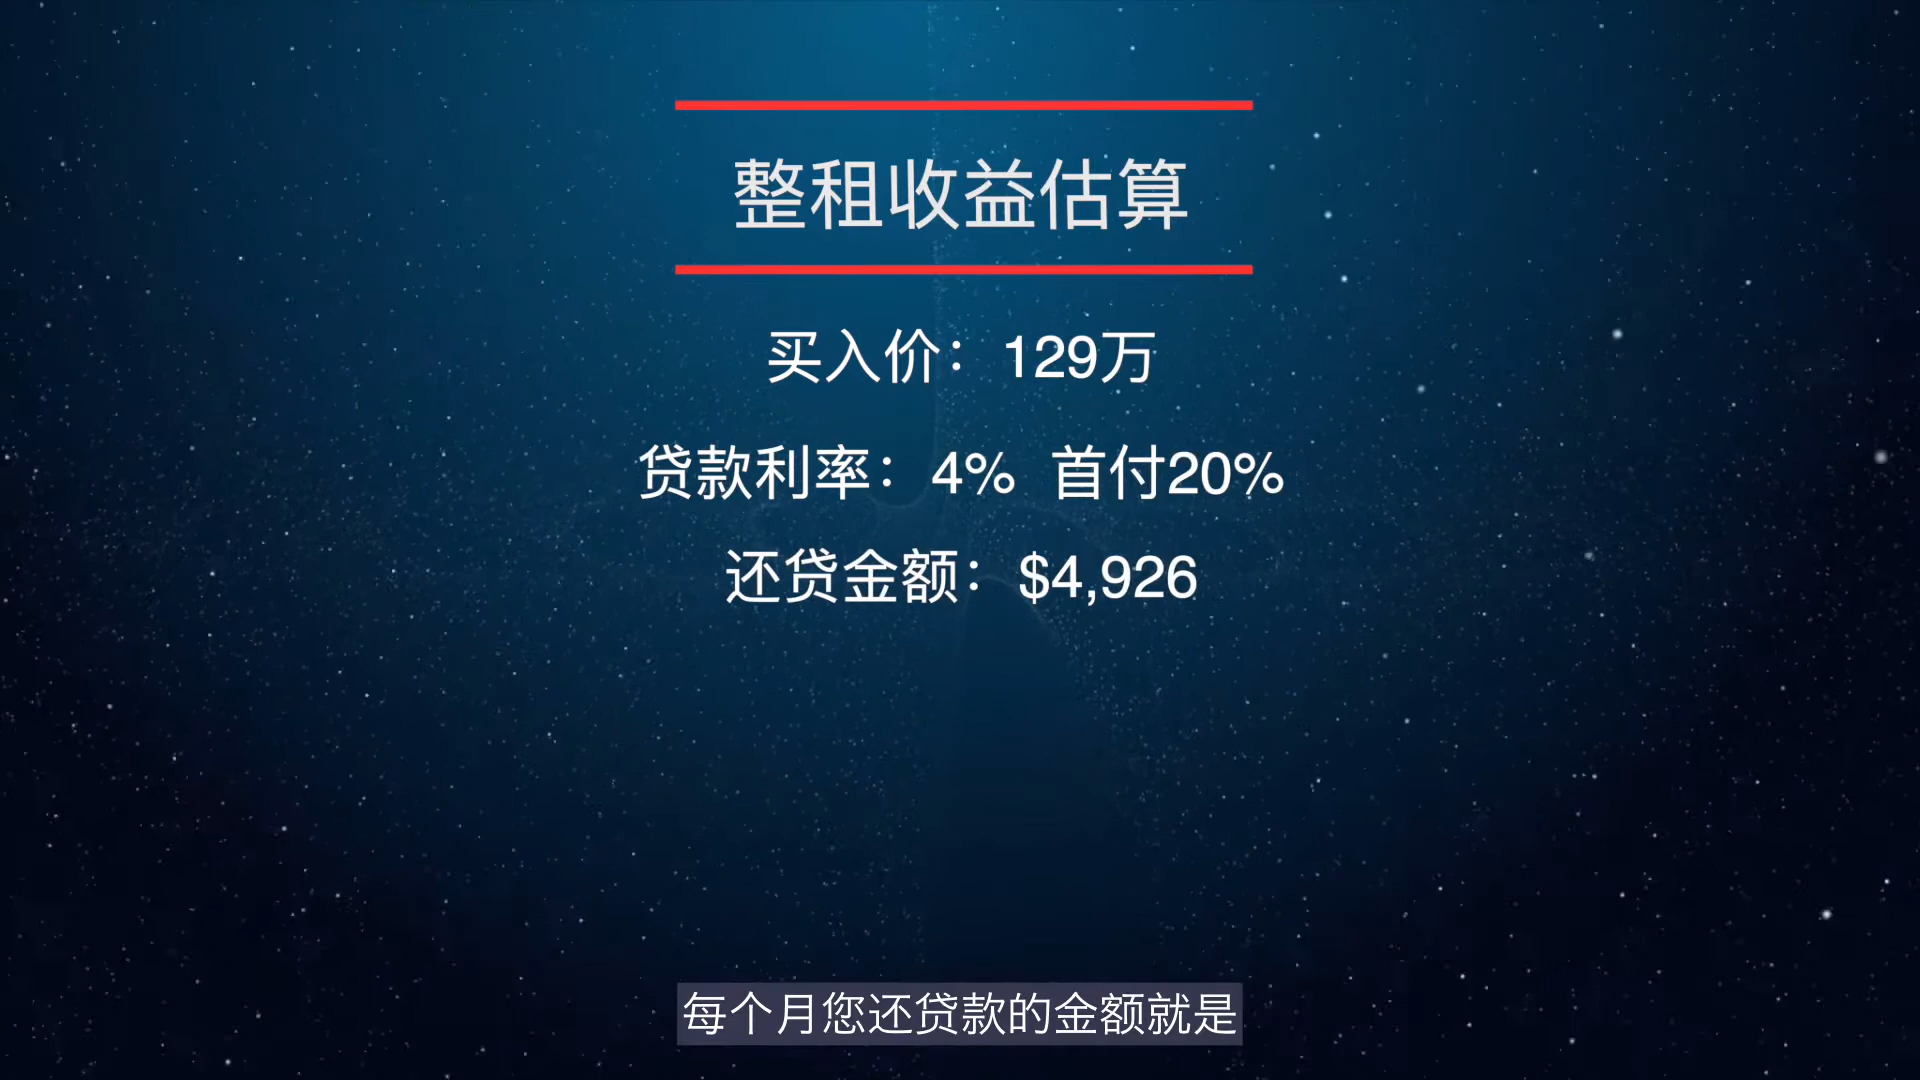 整租收益估算
买入价：129万
贷款利率：4% 首付20%
还贷金额：$4,926
每个月您还贷款的金额就是